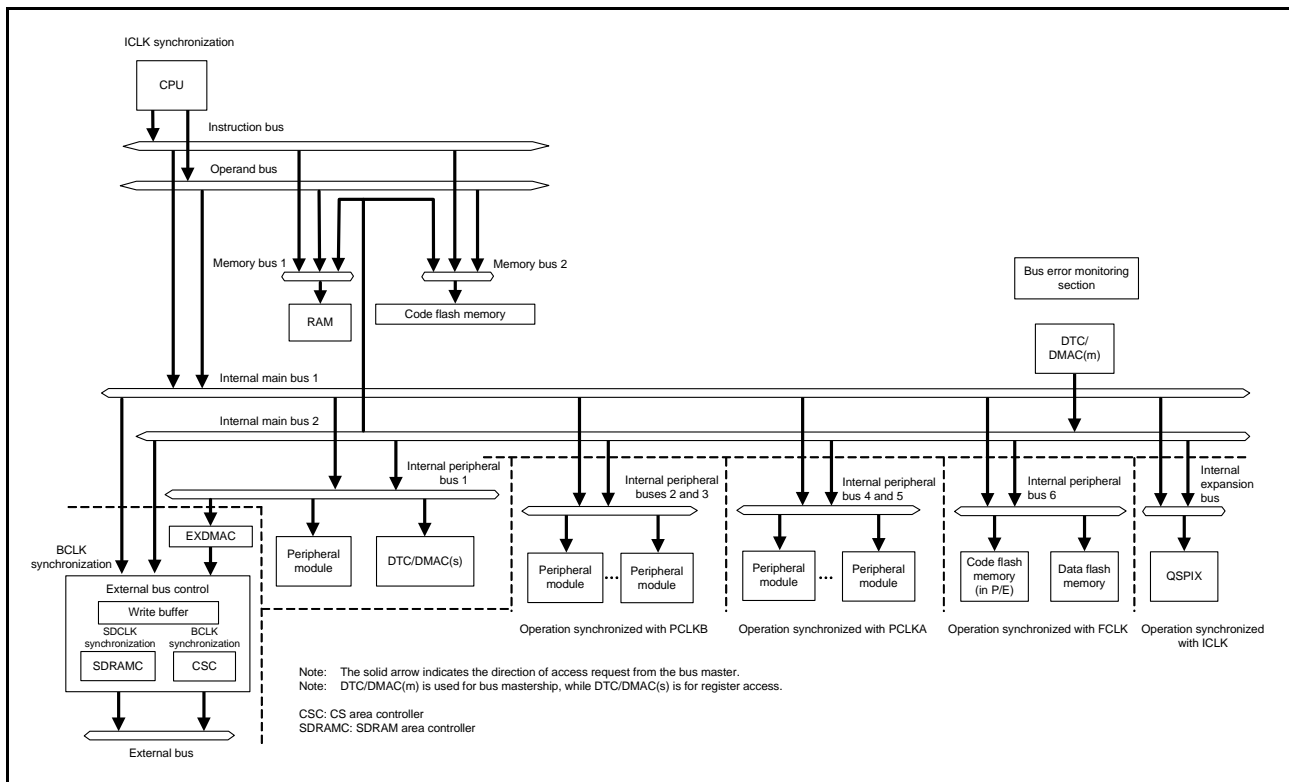 ICLK synchronization
CPU
Instruction bus
Operand bus
Memory bus 1
Memory bus 2
RAM
Code flash memory
Bus error monitoring
section
DTC/
DMAC(m)
Internal main bus 1
Internal main bus 2
Internal peripheral
bus 1
Internal peripheral
buses 2 and 3
Internal peripheral
bus 4 and 5
Internal peripheral
bus 6
Internal
expansion
bus
EXDMAC
Peripheral
module
DTC/DMAC(s)
Peripheral
module
...
Peripheral
module
Peripheral
module
...
Peripheral
module
Code flash
memory
(in P/E)
Data flash
memory
QSPIX
BCLK
synchronization
External bus control
Write buffer
SDCLK
synchronization
BCLK
synchronization
SDRAMC
CSC
External bus
Operation synchronized with PCLKB
Operation synchronized with PCLKA
Operation synchronized with FCLK
Operation synchronized
with ICLK
Note: The solid arrow indicates the direction of access request from the bus master.
Note: DTC/DMAC(m) is used for bus mastership, while DTC/DMAC(s) is for register access.
CSC: CS area controller
SDRAMC: SDRAM area controller